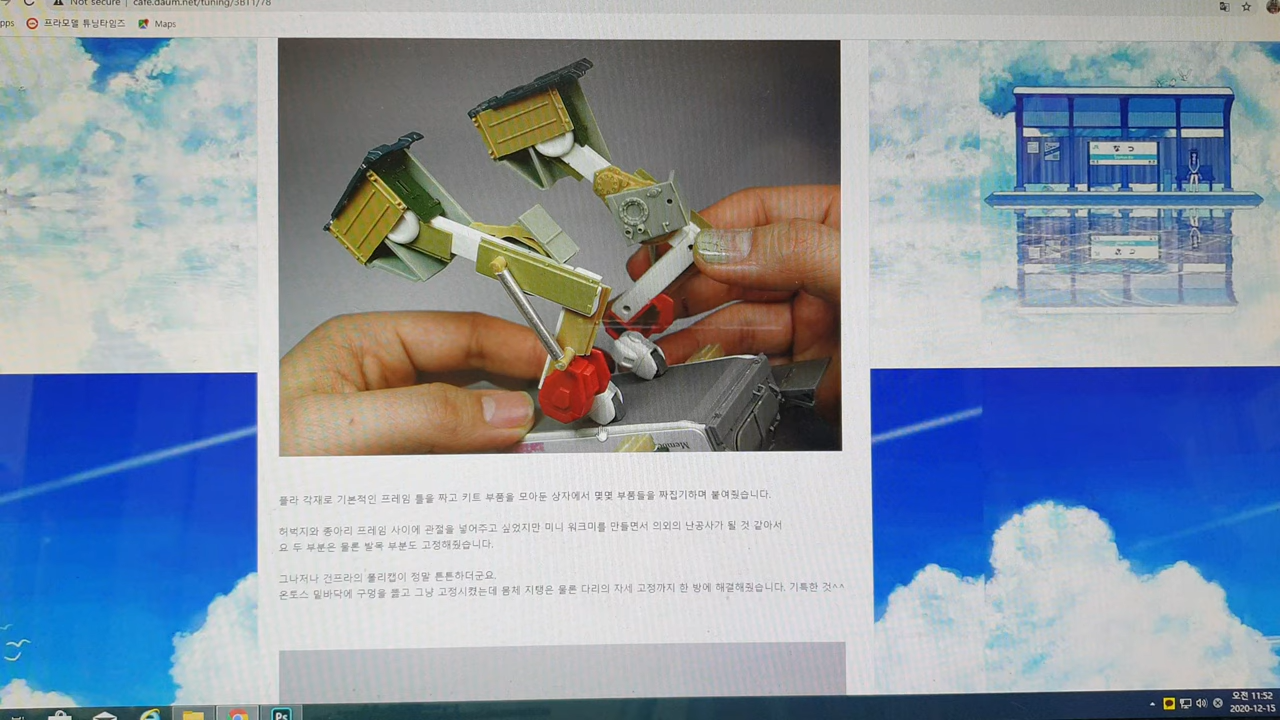 Not secure | cafe.daum.net/tuning/3BT1/78
pps 프라모델 튜닝타임즈 Maps
なつ
Memb
플라 각재로 기본적인 프레임 틀을 짜고 키트 부품을 모아둔 상자에서 몇몇 부품들을 짜집기하며 붙여줬습니다.
허벅지와 종아리 프레임 사이에 관절을 넣어주고 싶었지만 미니 워크미를 만들면서 의외의 난공사가 될 것 같아서
요 두 부분은 물론 발목 부분도 고정해줬습니다.
그나저나 건프라의 폴리캡이 정말 튼튼하더군요.
온토스 밑바닥에 구멍을 뚫고 그냥 고정시켰는데 몸체 지탱은 물론 다리의 자세 고정까지 한 방에 해결해줬습니다. 기특한 것^^
Ps
오전 11:52
2020-12-15